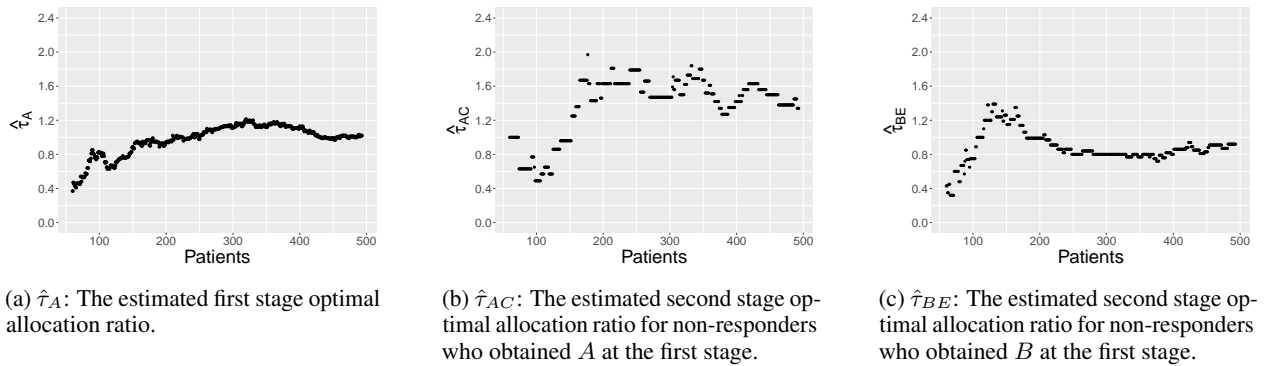 2.4
2.0
1.6
1.2
0.8
0.4
0.0
τ̂A
100 200 300 400 500
Patients
2.4
2.0
1.6
1.2
0.8
0.4
0.0
τ̂AC
100 200 300 400 500
Patients
2.4
2.0
1.6
1.2
0.8
0.4
0.0
τ̂BE
100 200 300 400 500
Patients
(a) τ̂A: The estimated first stage optimal
allocation ratio.
(b) τ̂AC: The estimated second stage op-
timal allocation ratio for non-responders
who obtained A at the first stage.
(c) τ̂BE: The estimated second stage op-
timal allocation ratio for non-responders
who obtained B at the first stage.